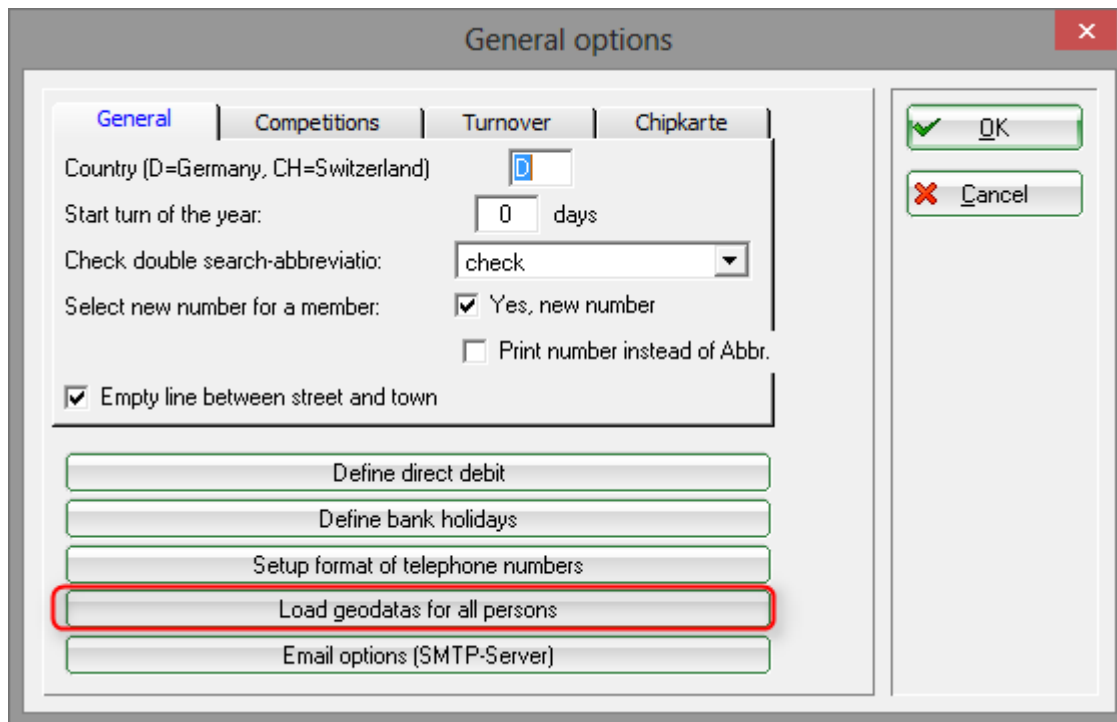 General options
General Competitions Turnover Chipkarte
OK
Country (D=Germany, CH=Switzerland) D
Cancel
Start turn of the year: 0 days
Check double search-abbreviatio: check
Select new number for a member: Yes, new number
Print number instead of Abbr.
Empty line between street and town
Define direct debit
Define bank holidays
Setup format of telephone numbers
Load geodatas for all persons
Email options (SMTP-Server)